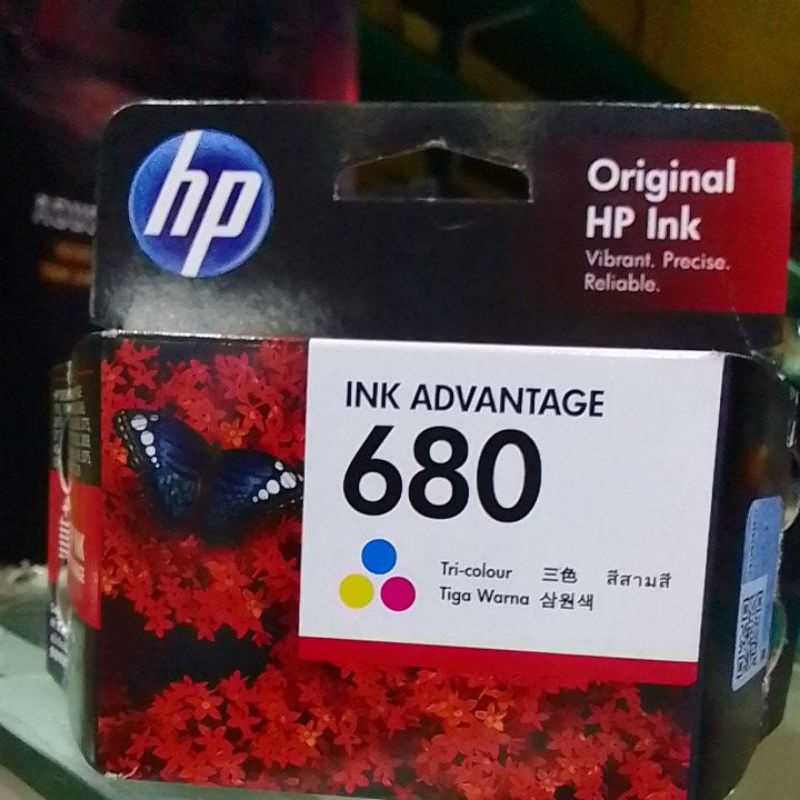 hp
Original
HP Ink
Vibrant. Precise.
Reliable.
INK ADVANTAGE
680
Tri-colour 三色 สีสามสี
Tiga Warna 삼원색